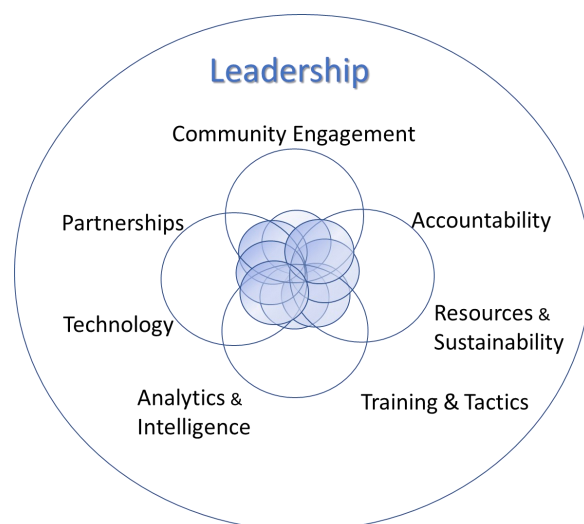 Leadership
Community Engagement
Partnerships
Accountability
Technology
Resources &
Sustainability
Analytics &
Intelligence
Training & Tactics